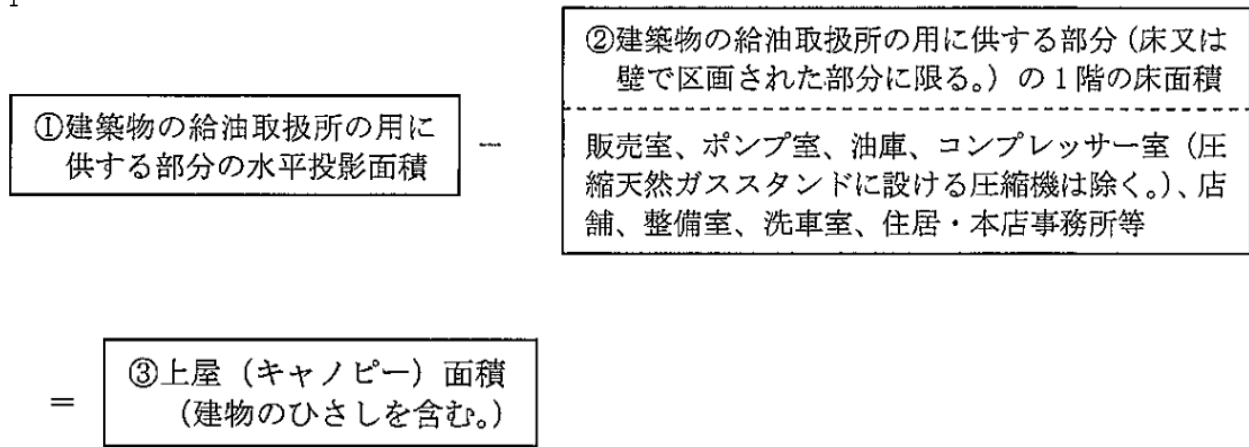 ①建築物の給油取扱所の用に
供する部分の水平投影面積
－
②建築物の給油取扱所の用に供する部分(床又は
壁で区画された部分に限る。)の1階の床面積
販売室、ポンプ室、油庫、コンプレッサー室(圧
縮天然ガススタンドに設ける圧縮機は除く。)、店
舗、整備室、洗車室、住居・本店事務所等
＝
③上屋(キャノピー)面積
(建物のひさしを含む。)